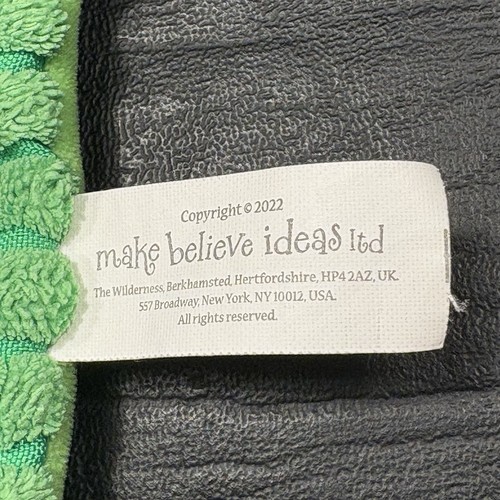 Copyright © 2022
make believe ideas ltd
The Wilderness, Berkhamsted, Hertfordshire, HP4 2AZ, UK.
557 Broadway, New York, NY 10012, USA.
All rights reserved.